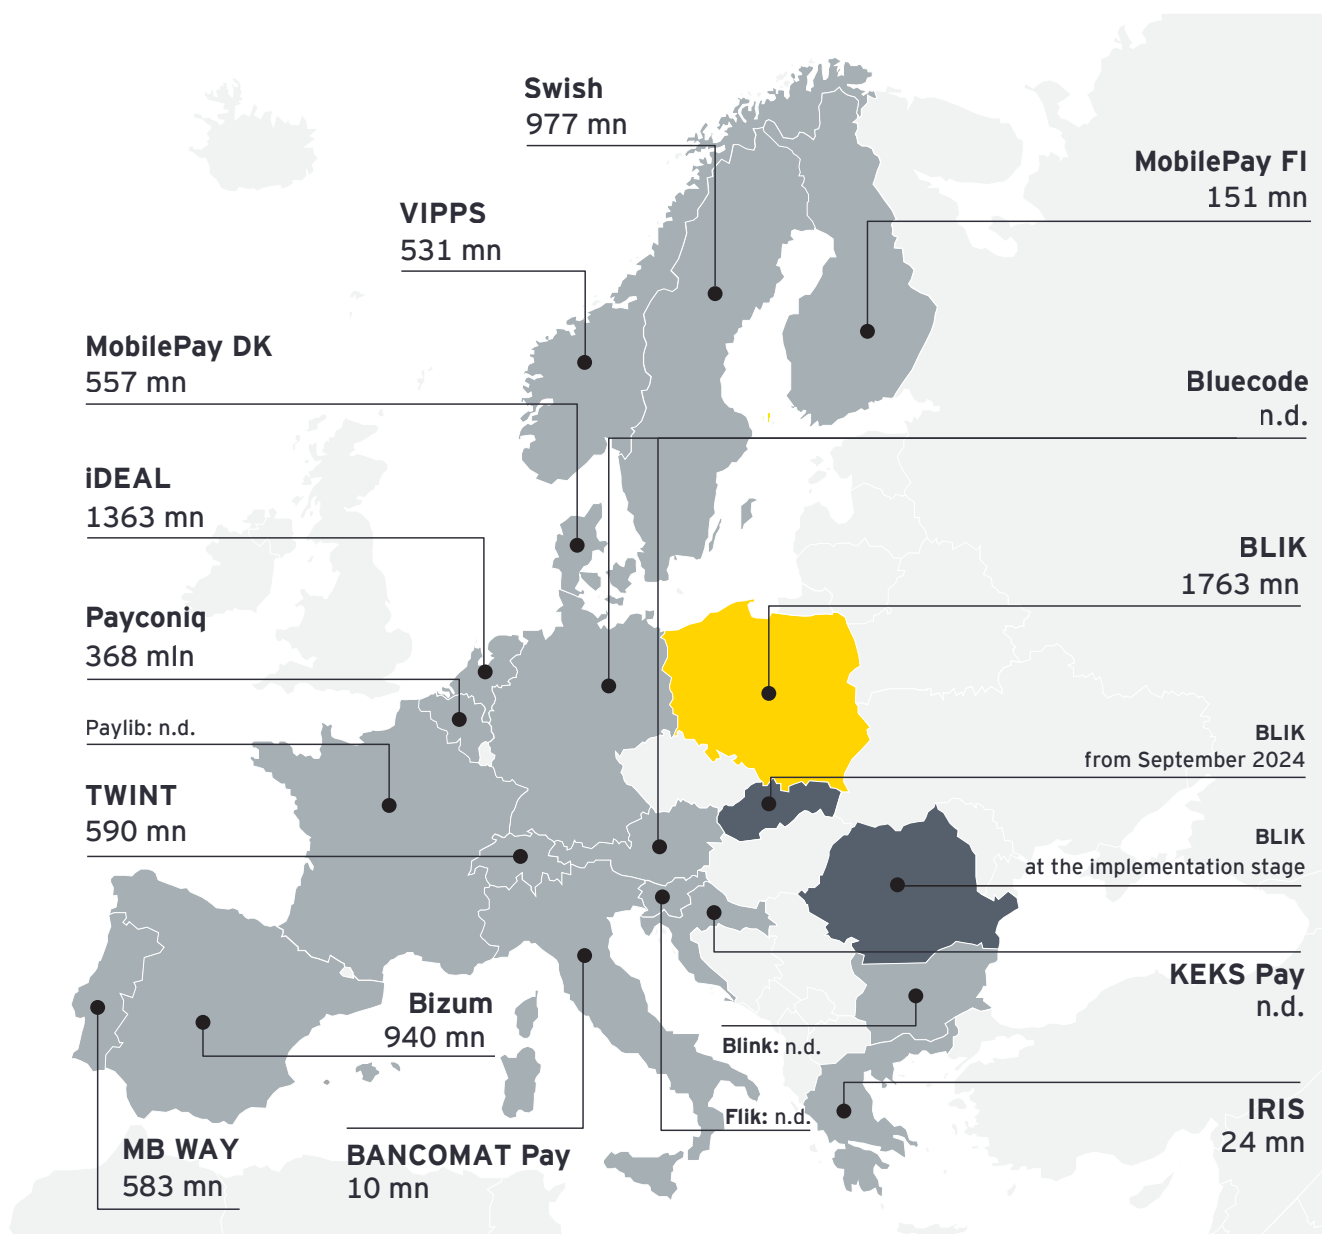 Swish
977 mn
MobilePay FI
151 mn
VIPPS
531 mn
MobilePay DK
557 mn
Bluecode
n.d.
iDEAL
1363 mn
BLIK
1763 mn
Payconiq
368 mln
Paylib: n.d.
BLIK
from September 2024
TWINT
590 mn
BLIK
at the implementation stage
KEKS Pay
n.d.
Bizum
940 mn
Blink: n.d.
Flik: n.d.
IRIS
24 mn
MB WAY
583 mn
BANCOMAT Pay
10 mn